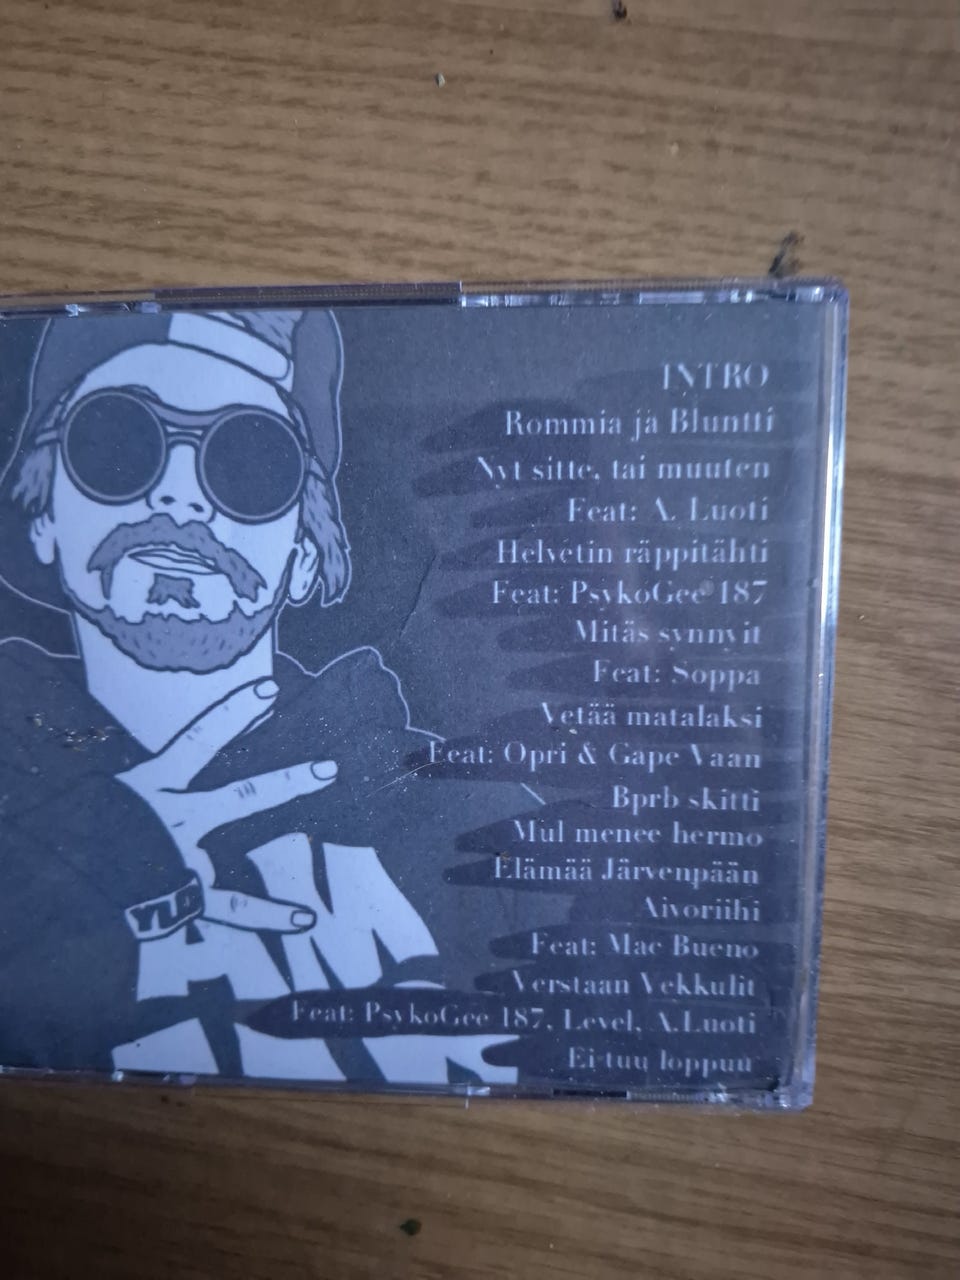 INTRO
Rommia ja Bluntti
Nyt sitte, tai muuten
Feat: A. Luoti
Helvetin räppitähti
Feat: PsykoGee 187
Mitäs synnyit
Feat: Soppa
Vetää matalaksi
Feat: Opri & Gape Vaan
Bprb skitti
Mul menee hermo
Elämää Järvenpään
Aivoriihi
Feat: Mac Bueno
Verstaan Vekkulit
Feat: PsykoGee 187, Level, A.Luoti
Ei tuu loppuu